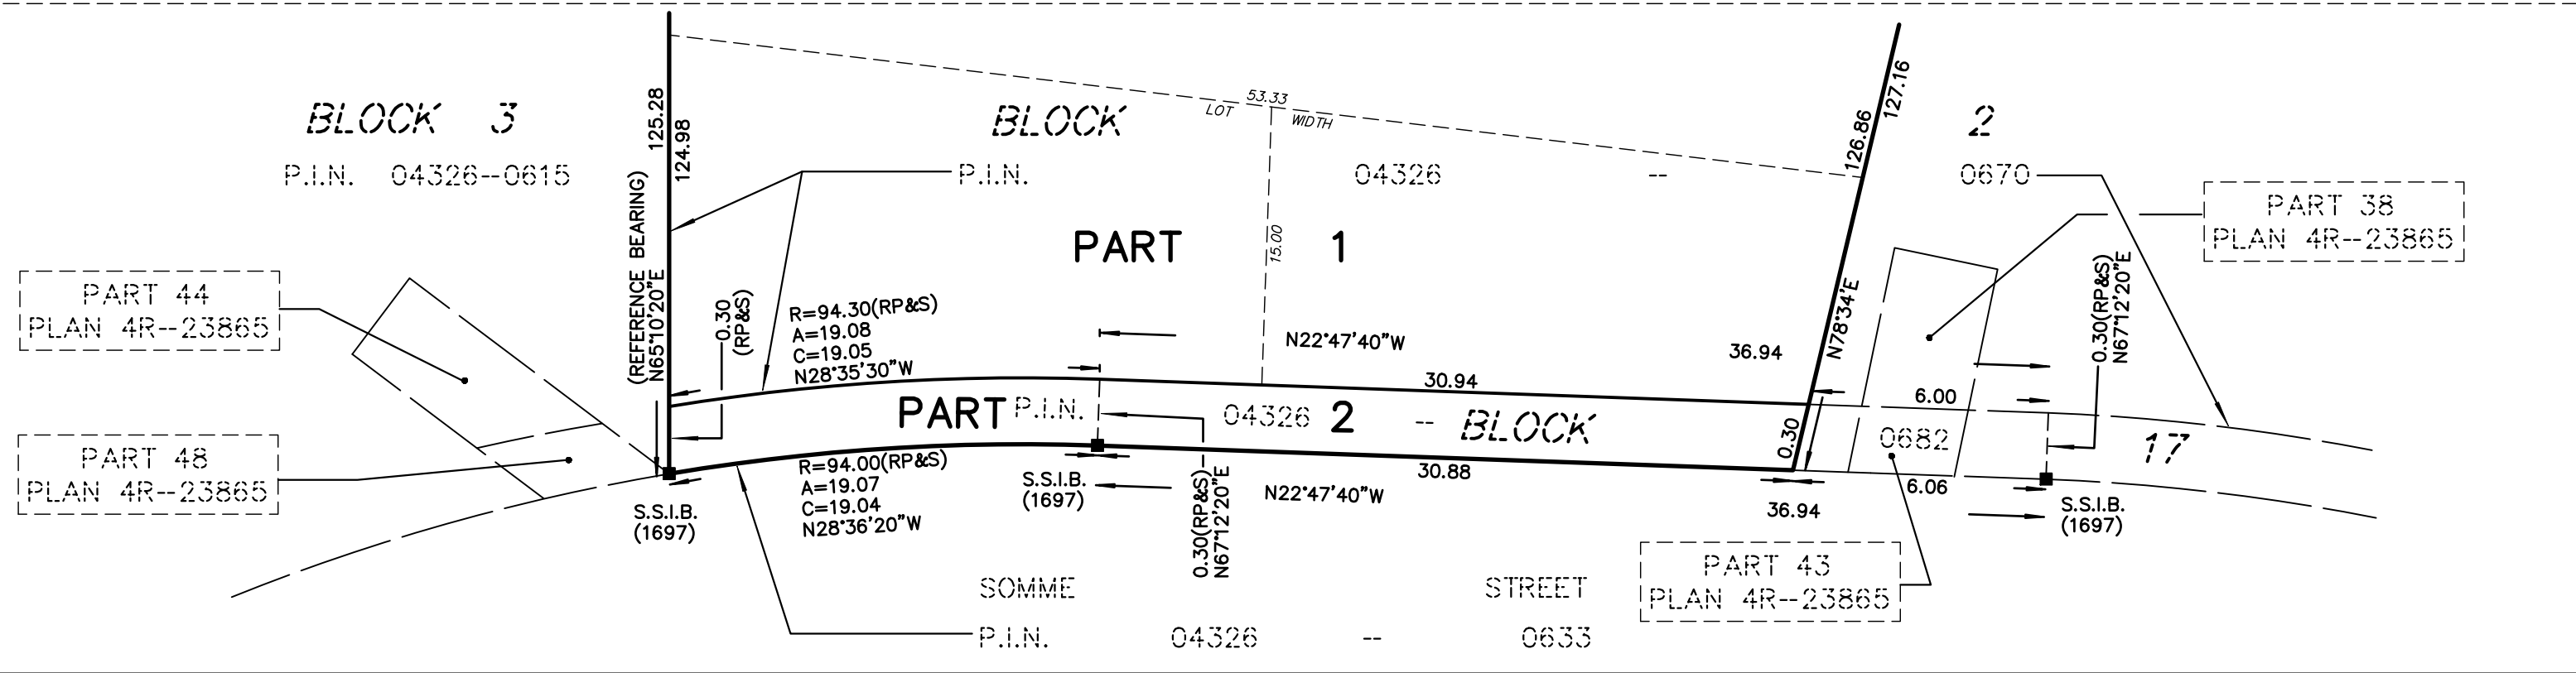 BLOCK 3
P.I.N. 04326--0615
125.28
124.98
(REFERENCE BEARING)
N65°10'20"E
BLOCK 2
P.I.N. 04326 -- 0670
53.33
LOT WIDTH
15.00
126.86
127.16
N78°34'E
PART 38
PLAN 4R--23865
PART 1
PART 44
PLAN 4R--23865
0.30
(RP&S)
R=94.30(RP&S)
A=19.08
C=19.05
N28°35'30"W
N22°47'40"W
36.94
30.94
6.00
0.30(RP&S)
N67°12'20"E
PART 2
P.I.N. 04326 -- 0682
BLOCK 17
0.30
PART 48
PLAN 4R--23865
R=94.00(RP&S)
A=19.07
C=19.04
N28°36'20"W
S.S.I.B.
(1697)
S.S.I.B.
(1697)
0.30(RP&S)
N67°12'20"E
30.88
N22°47'40"W
36.94
6.06
S.S.I.B.
(1697)
PART 43
PLAN 4R--23865
SOMME STREET
P.I.N. 04326 -- 0633